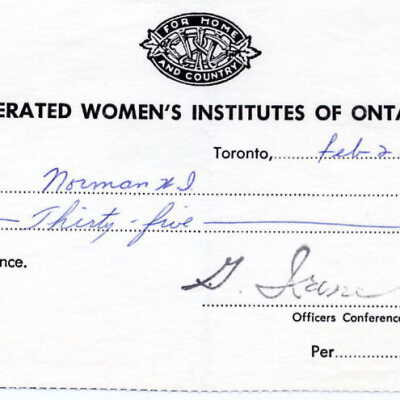 FOR HOME
AND COUNTRY
ERATED WOMEN'S INSTITUTES OF ONTA
Toronto, Feb 2
Norman W I
Thirty-five
nce.
G.
Officers Conference
Per